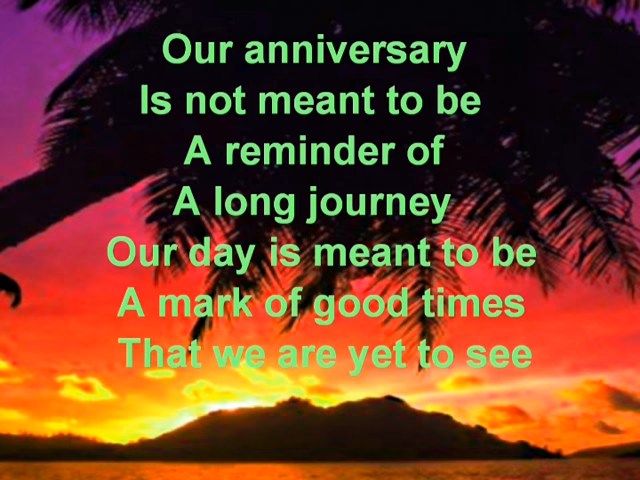 Our anniversary
Is not meant to be
A reminder of
A long journey
Our day is meant to be
A mark of good times
That we are yet to see